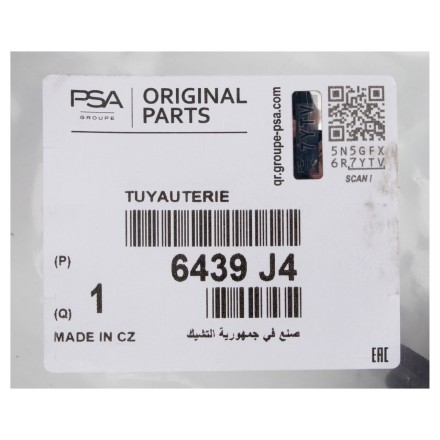 PSA
GROUPE
ORIGINAL
PARTS
qr.groupe-psa.com
7YTV
5N5GFX
6R7YTV
SCAN !
TUYAUTERIE
(P)
6439 J4
(Q)
1
MADE IN CZ
صنع في جمهورية التشيك
EAC